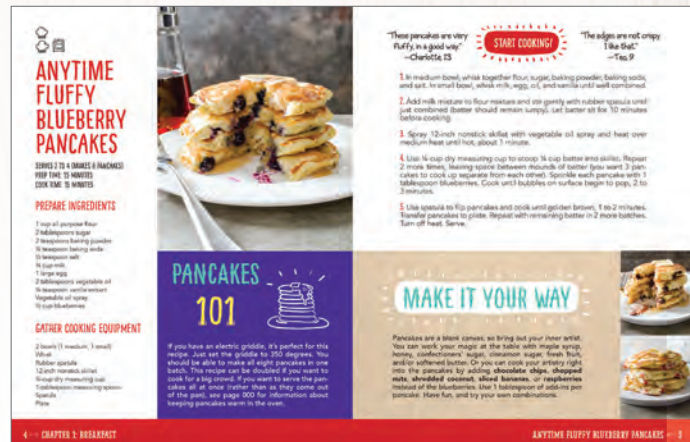 ANYTIME
FLUFFY
BLUEBERRY
PANCAKES
SERVES 2 TO 4 (MAKES 8 PANCAKES)
PREP TIME: 15 MINUTES
COOK TIME: 15 MINUTES
PREPARE INGREDIENTS
1 cup all-purpose flour
2 tablespoons sugar
2 teaspoons baking powder
teaspoon baking soda
teaspoon salt
cup milk
1 large egg
2 tablespoons vegetable oil
teaspoon vanilla extract
Vegetable oil spray
½ cup blueberries
GATHER COOKING EQUIPMENT
2 bowls (1 medium, 1 small)
Whisk
Rubber spatula
12-inch nonstick skillet
¼-cup dry measuring cup
1-tablespoon measuring spoon
Spatula
Plate
PANCAKES
101
If you have an electric griddle, it's perfect for this
recipe. Just set the griddle to 350 degrees. You
should be able to make all eight pancakes in one
batch. This recipe can be doubled if you want to
cook for a big crowd. If you want to serve the pan-
cakes all at once (rather than as they come out
of the pan), see page 000 for information about
keeping pancakes warm in the oven.
"These pancakes are very
fluffy, in a good way."
—Charlotte, 13
START COOKING!
"The edges are not crispy.
I like that."
—Teo, 9
1. In medium bowl, whisk together flour, sugar, baking powder, baking soda,
and salt. In small bowl, whisk milk, egg, oil, and vanilla until well combined.
2. Add milk mixture to flour mixture and stir gently with rubber spatula until
just combined (batter should remain lumpy). Let batter sit for 10 minutes
before cooking.
3. Spray 12-inch nonstick skillet with vegetable oil spray and heat over
medium heat until hot, about 1 minute.
4. Use ¼-cup dry measuring cup to scoop ¼ cup batter into skillet. Repeat
2 more times, leaving space between mounds of batter (you want 3 pan-
cakes to cook up separate from each other). Sprinkle each pancake with 1
tablespoon blueberries. Cook until bubbles on surface begin to pop, 2 to
3 minutes.
5. Use spatula to flip pancakes and cook until golden brown, 1 to 2 minutes.
Transfer pancakes to plate. Repeat with remaining batter in 2 more batches.
Turn off heat. Serve.
MAKE IT YOUR WAY
Pancakes are a blank canvas, so bring out your inner artist.
You can work your magic at the table with maple syrup,
honey, confectioners' sugar, cinnamon sugar, fresh fruit,
and/or softened butter. Or you can cook your artistry right
into the pancakes by adding chocolate chips, chopped
nuts, shredded coconut, sliced bananas, or raspberries
instead of the blueberries. Use 1 tablespoon of add-ins per
pancake. Have fun, and try your own combinations.
4 CHAPTER 1: BREAKFAST
ANYTIME FLUFFY BLUEBERRY PANCAKES